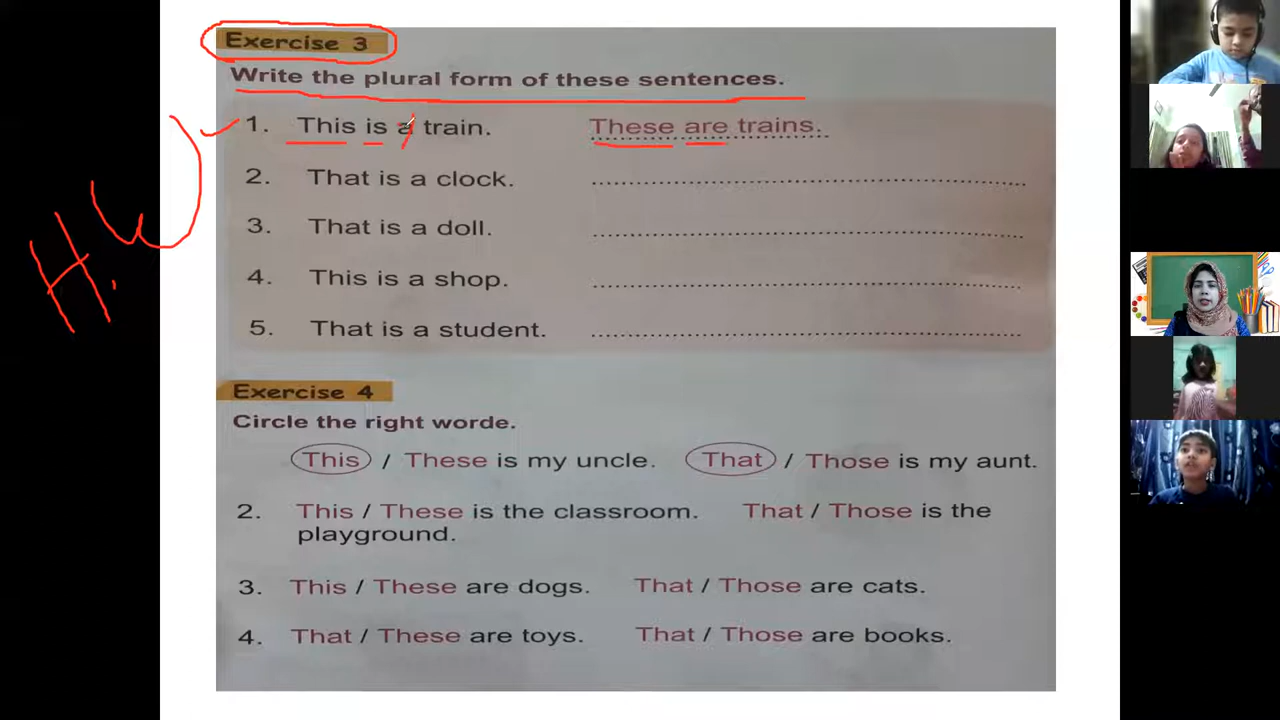 Exercise 3
Write the plural form of these sentences.
1. This is a train. These are trains.
2. That is a clock. ........................................
3. That is a doll. ........................................
4. This is a shop. ........................................
5. That is a student. ........................................
H.W
Exercise 4
Circle the right worde.
This / These is my uncle. That / Those is my aunt.
2. This / These is the classroom. That / Those is the
playground.
3. This / These are dogs. That / Those are cats.
4. That / These are toys. That / Those are books.